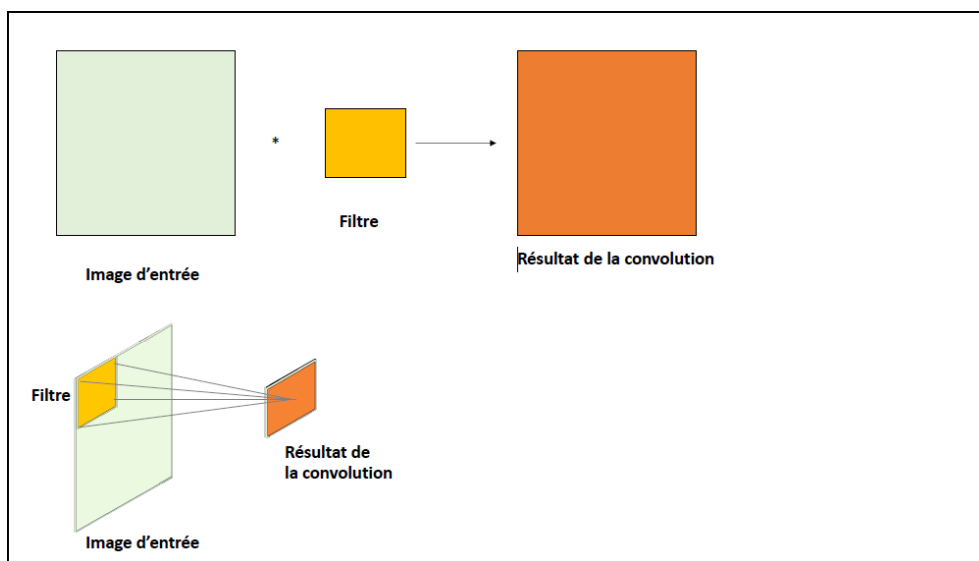 *
Filtre
Résultat de la convolution
Image d’entrée
Filtre
Résultat de
la convolution
Image d’entrée